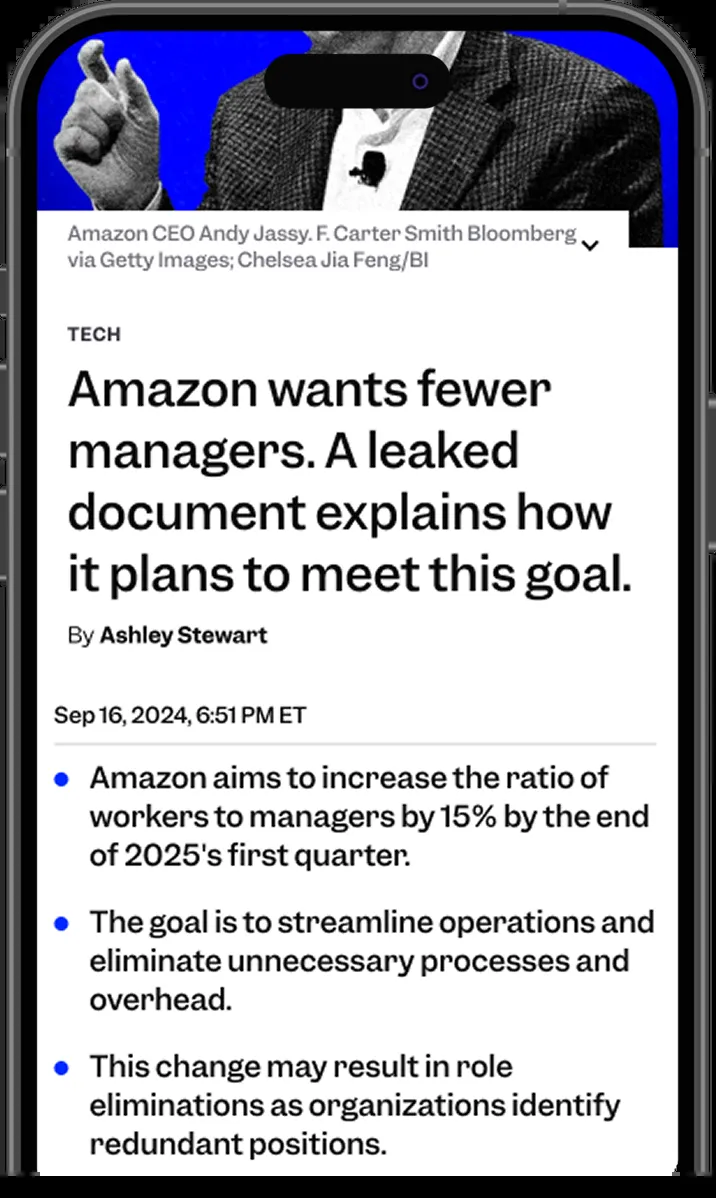 Amazon CEO Andy Jassy. F. Carter Smith Bloomberg
via Getty Images; Chelsea Jia Feng/BI
TECH
Amazon wants fewer
managers. A leaked
document explains how
it plans to meet this goal.
By Ashley Stewart
Sep 16, 2024, 6:51 PM ET
Amazon aims to increase the ratio of
workers to managers by 15% by the end
of 2025's first quarter.
The goal is to streamline operations and
eliminate unnecessary processes and
overhead.
This change may result in role
eliminations as organizations identify
redundant positions.